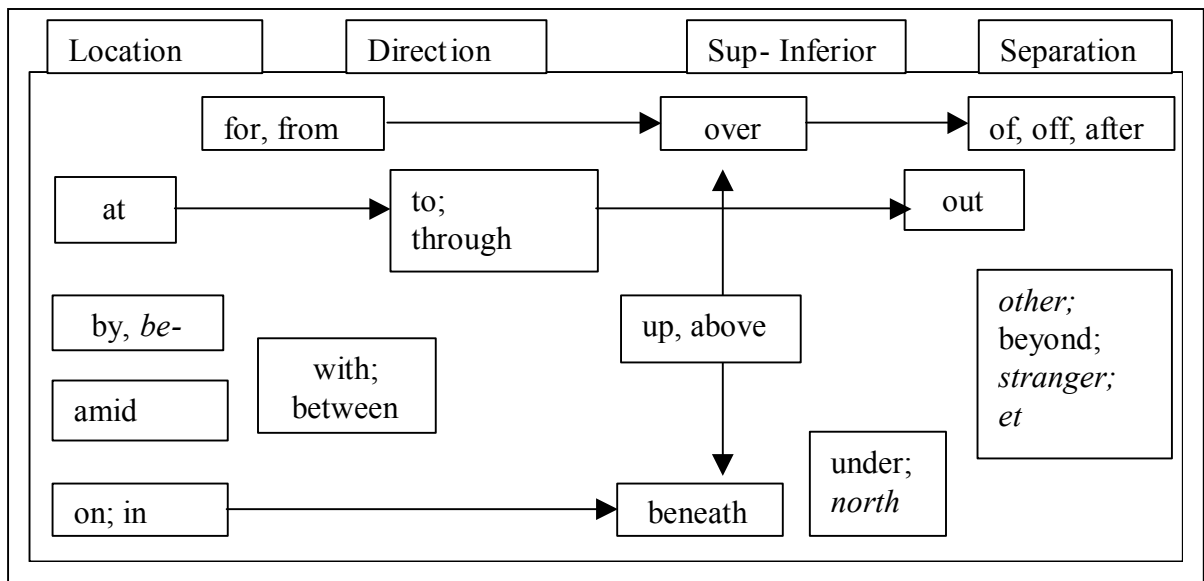 Location
Direction
Sup- Inferior
Separation
for, from
over
of, off, after
at
to;
through
out
by, be-
with;
between
up, above
other;
beyond;
stranger;
et
amid
on; in
beneath
under;
north